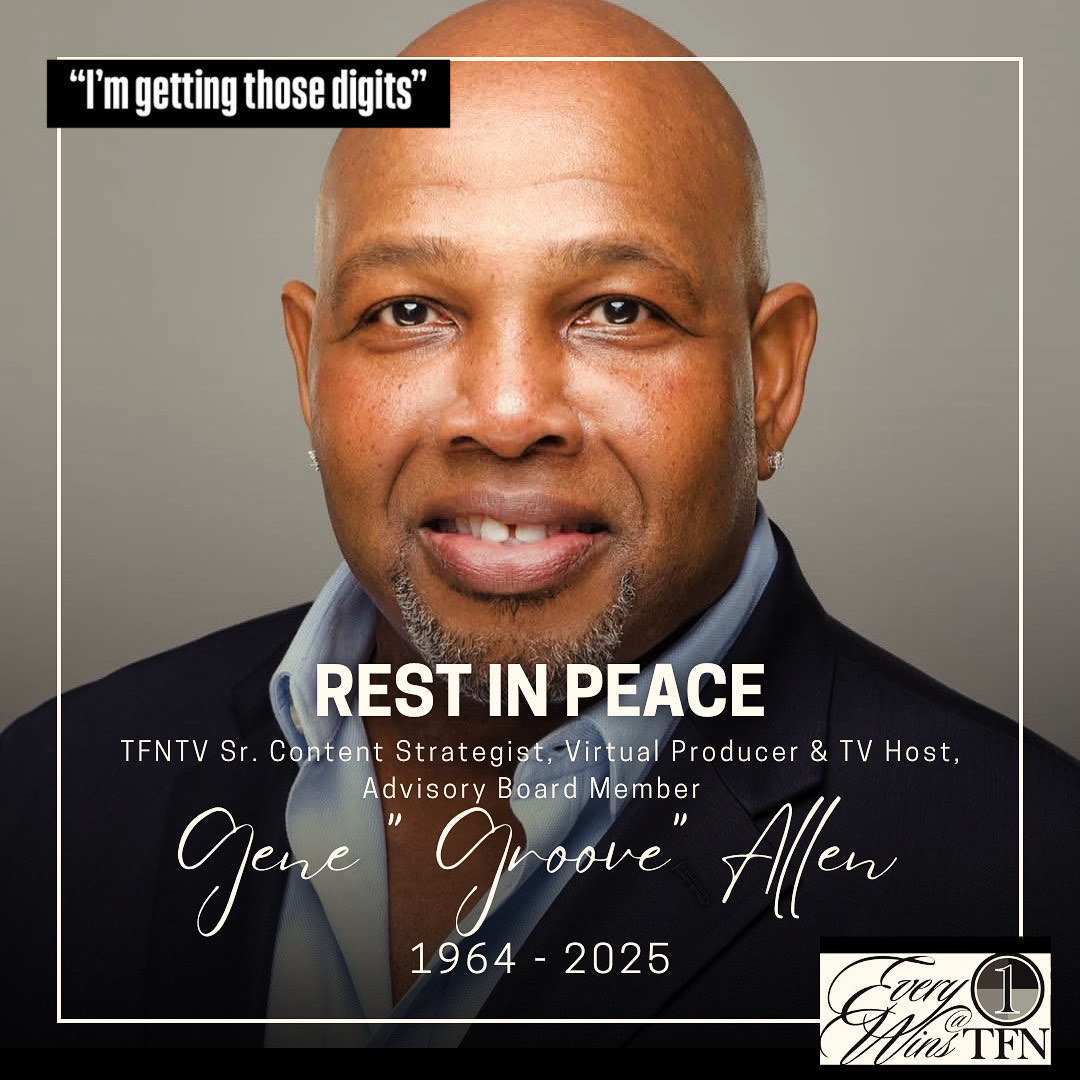 “I’m getting those digits”
REST IN PEACE
TFNTV Sr. Content Strategist, Virtual Producer & TV Host,
Advisory Board Member
Gene " Groove" Allen
1964 - 2025
Every 1
Wins @ TFN